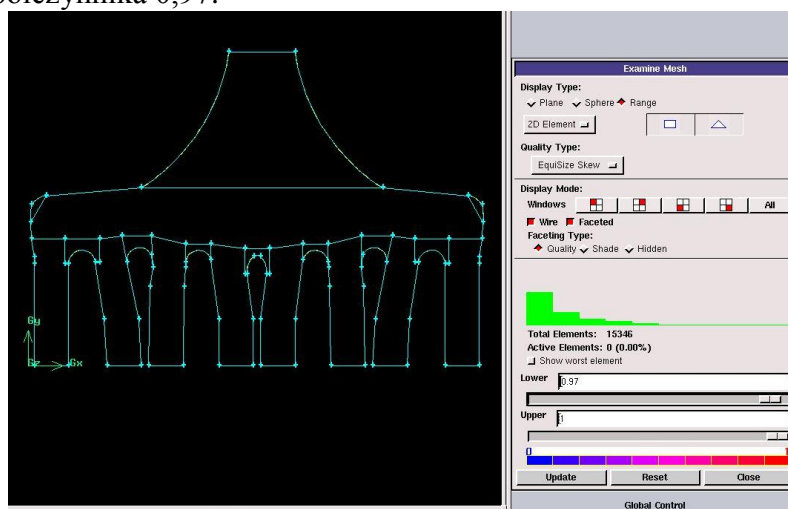 0,97.
Examine Mesh
Display Type:
Plane Sphere Range
2D Element
Quality Type:
EquiSize Skew
Display Mode:
Windows All
Wire Faceted
Faceting Type:
Quality Shade Hidden
Total Elements: 15346
Active Elements: 0 (0.00%)
Show worst element
Lower 0.97
Upper 1
0 1
Update Reset Close
Global Control
Gy
Gz Gx